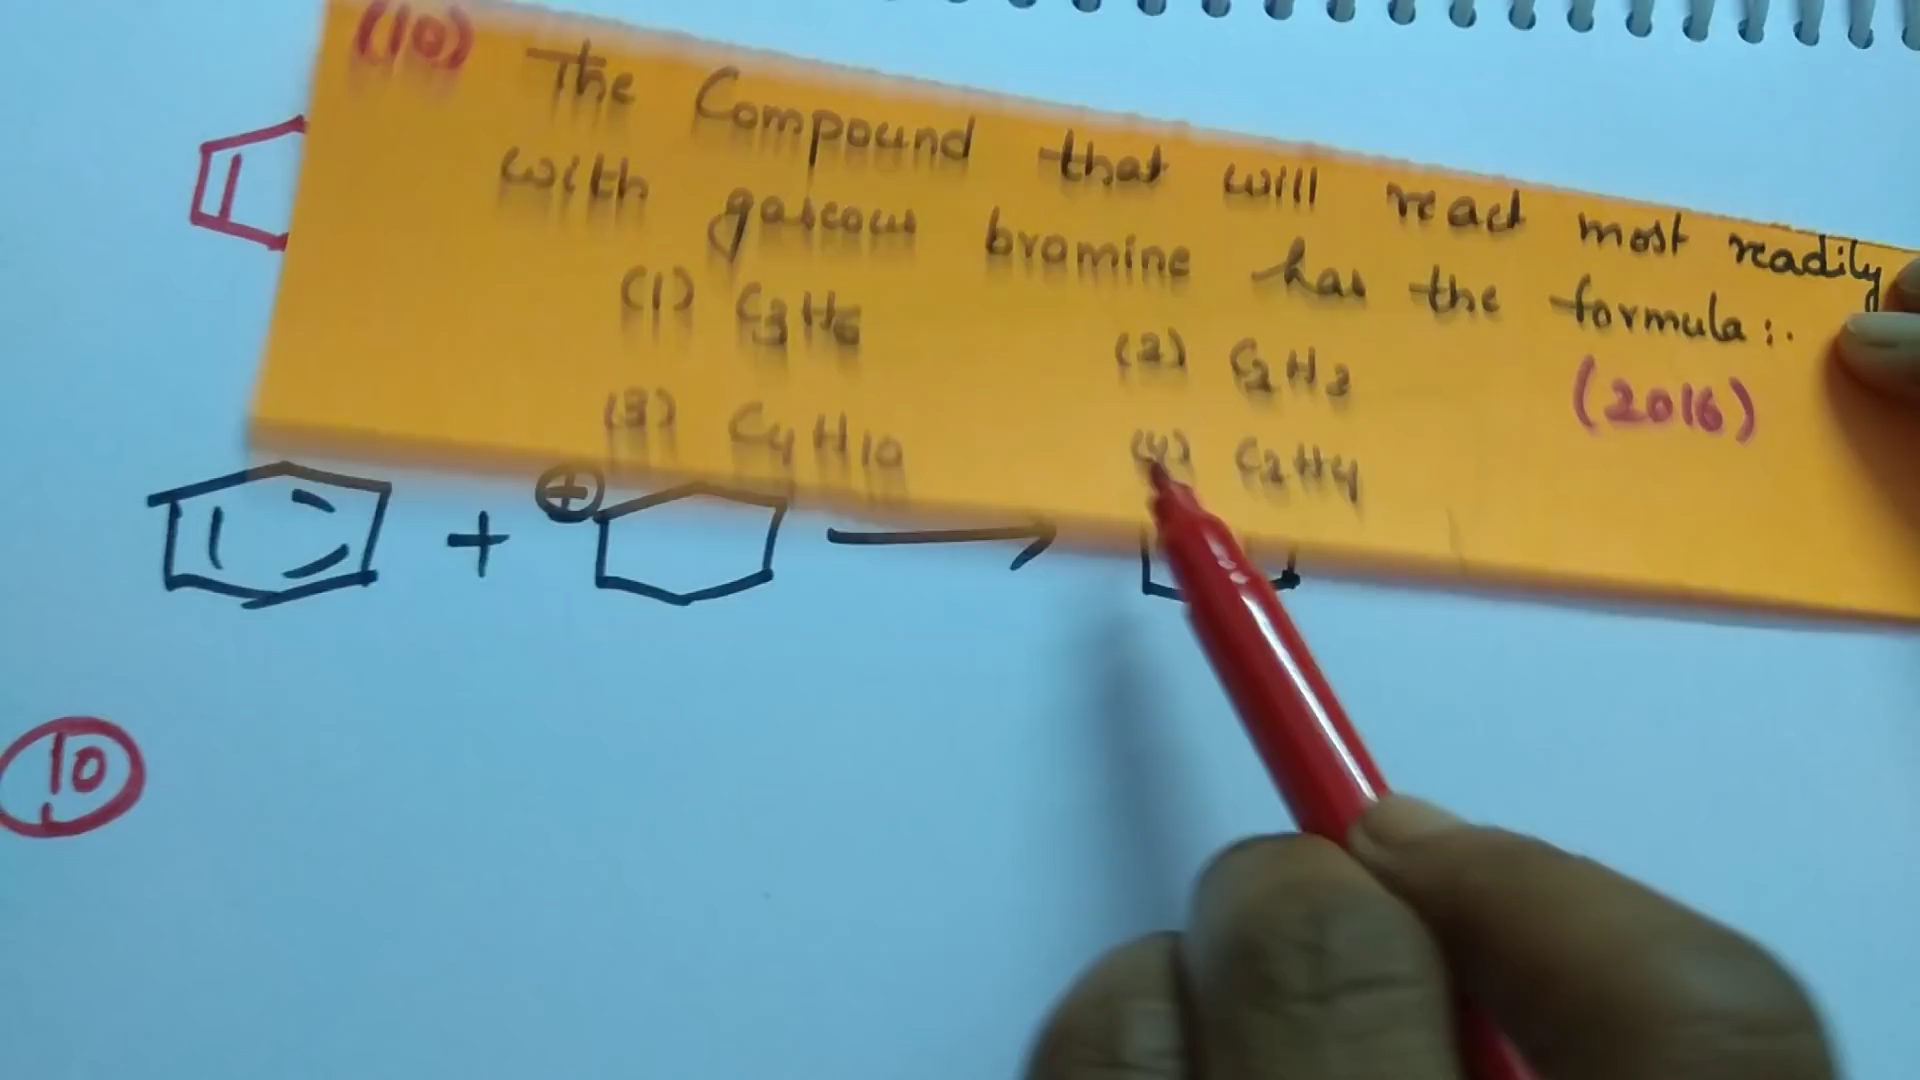 (10) The Compound that will react most readily
with gaseous bromine has the formula:.
(1) C3H6 (2) C2H2 (2016)
(3) C4H10 (4) C2H4
+ ⊕
10